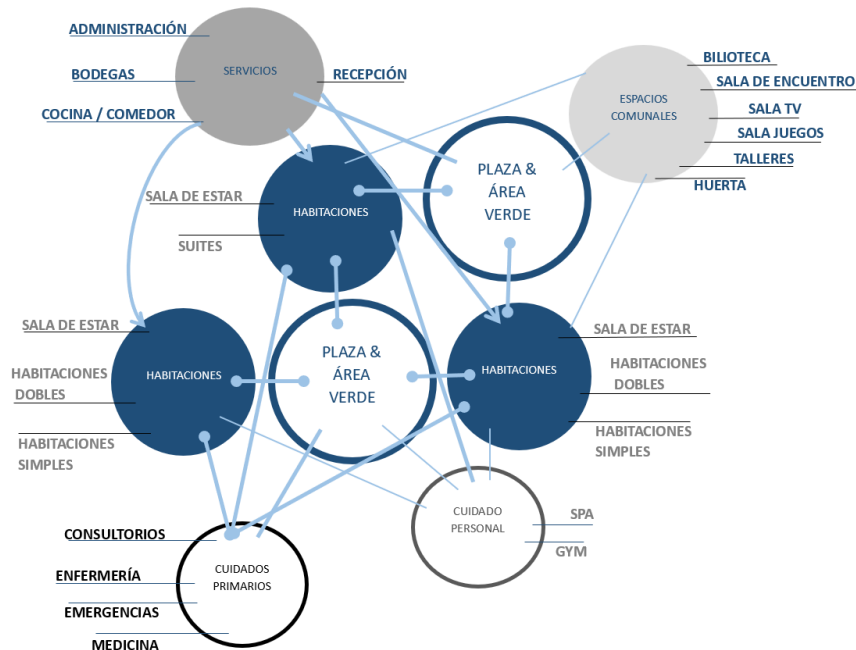 ADMINISTRACIÓN
BODEGAS
COCINA / COMEDOR
SERVICIOS
RECEPCIÓN
ESPACIOS
COMUNALES
BILIOTECA
SALA DE ENCUENTRO
SALA TV
SALA JUEGOS
TALLERES
HUERTA
PLAZA &
ÁREA
VERDE
SALA DE ESTAR
SUITES
HABITACIONES
SALA DE ESTAR
HABITACIONES
DOBLES
HABITACIONES
SIMPLES
HABITACIONES
PLAZA &
ÁREA
VERDE
HABITACIONES
SALA DE ESTAR
HABITACIONES
DOBLES
HABITACIONES
SIMPLES
CONSULTORIOS
ENFERMERÍA
EMERGENCIAS
MEDICINA
CUIDADOS
PRIMARIOS
CUIDADO
PERSONAL
SPA
GYM